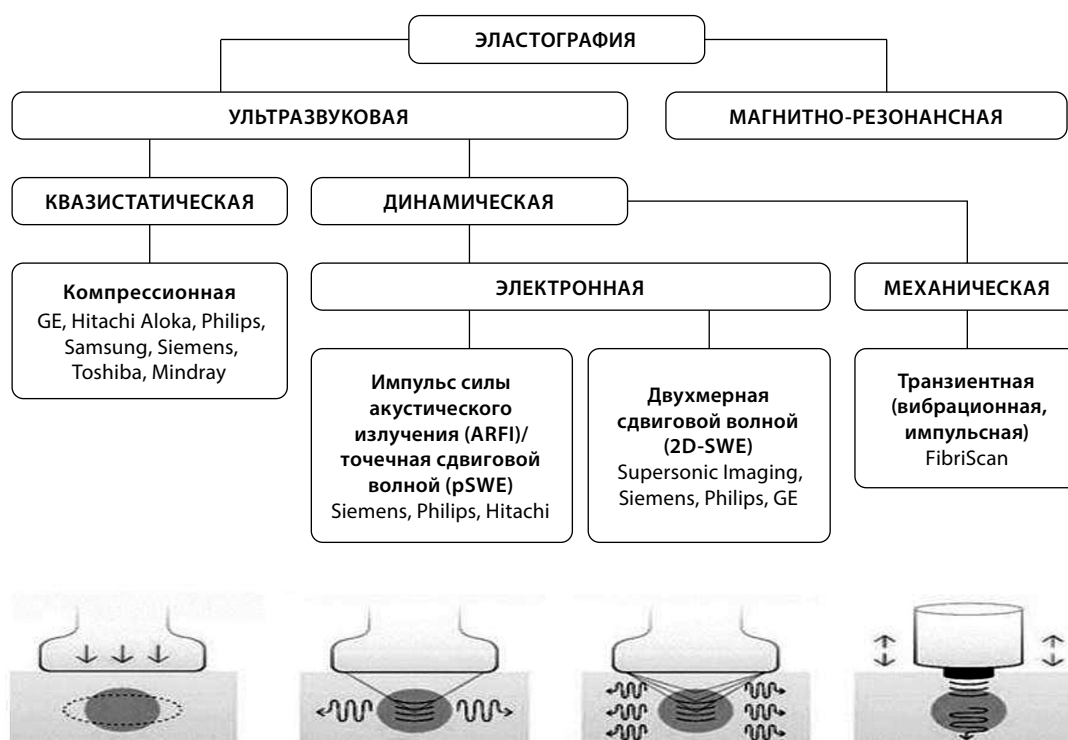 ЭЛАСТОГРАФИЯ
УЛЬТРАЗВУКОВАЯ
МАГНИТНО-РЕЗОНАНСНАЯ
КВАЗИСТАТИЧЕСКАЯ
ДИНАМИЧЕСКАЯ
Компрессионная
GE, Hitachi Aloka, Philips,
Samsung, Siemens,
Toshiba, Mindray
ЭЛЕКТРОННАЯ
МЕХАНИЧЕСКАЯ
Импульс силы
акустического
излучения (ARFI)/
точечная сдвиговой
волной (pSWE)
Siemens, Philips, Hitachi
Двухмерная
сдвиговой волной
(2D-SWE)
Supersonic Imaging,
Siemens, Philips, GE
Транзиентная
(вибрационная,
импульсная)
FibriScan